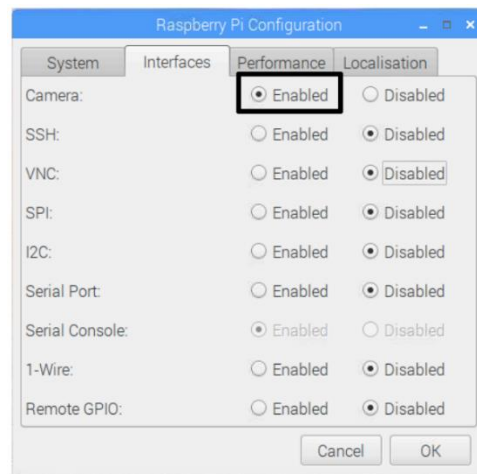 Raspberry Pi Configuration
System Interfaces Performance Localisation
Camera: Enabled Disabled
SSH: Enabled Disabled
VNC: Enabled Disabled
SPI: Enabled Disabled
I2C: Enabled Disabled
Serial Port: Enabled Disabled
Serial Console: Enabled Disabled
1-Wire: Enabled Disabled
Remote GPIO: Enabled Disabled
Cancel OK